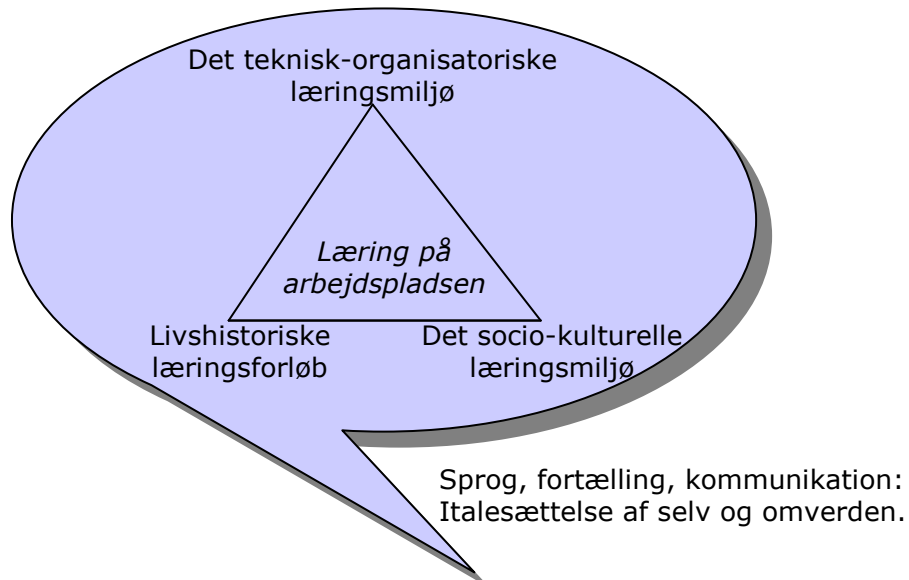 Det teknisk-organisatoriske
læringsmiljø
Læring på
arbejdspladsen
Livshistoriske
læringsforløb
Det socio-kulturelle
læringsmiljø
Sprog, fortælling, kommunikation:
Italesættelse af selv og omverden.